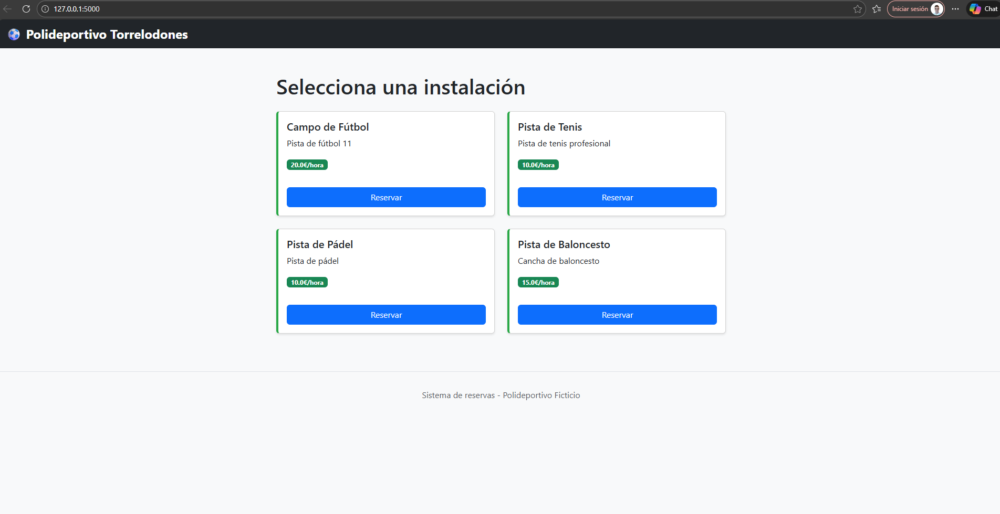 127.0.0.1:5000
Iniciar sesión
Chat
Polideportivo Torrelodones
Selecciona una instalación
Campo de Fútbol
Pista de fútbol 11
20.0€/hora
Reservar
Pista de Tenis
Pista de tenis profesional
10.0€/hora
Reservar
Pista de Pádel
Pista de pádel
10.0€/hora
Reservar
Pista de Baloncesto
Cancha de baloncesto
15.0€/hora
Reservar
Sistema de reservas - Polideportivo Ficticio